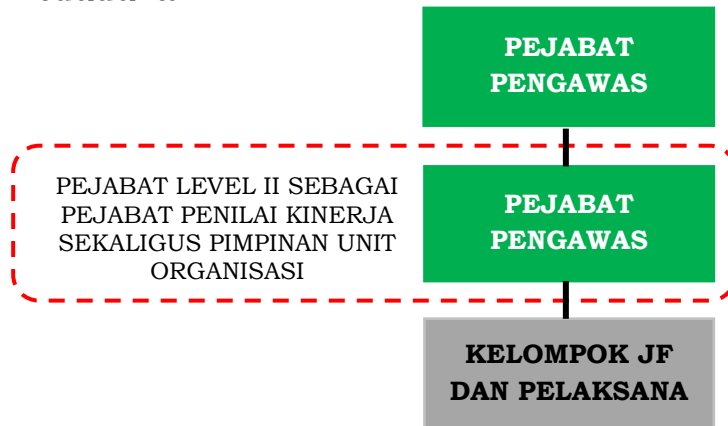 PEJABAT
PENGAWAS
PEJABAT LEVEL II SEBAGAI
PEJABAT PENILAI KINERJA
SEKALIGUS PIMPINAN UNIT
ORGANISASI
PEJABAT
PENGAWAS
KELOMPOK JF
DAN PELAKSANA